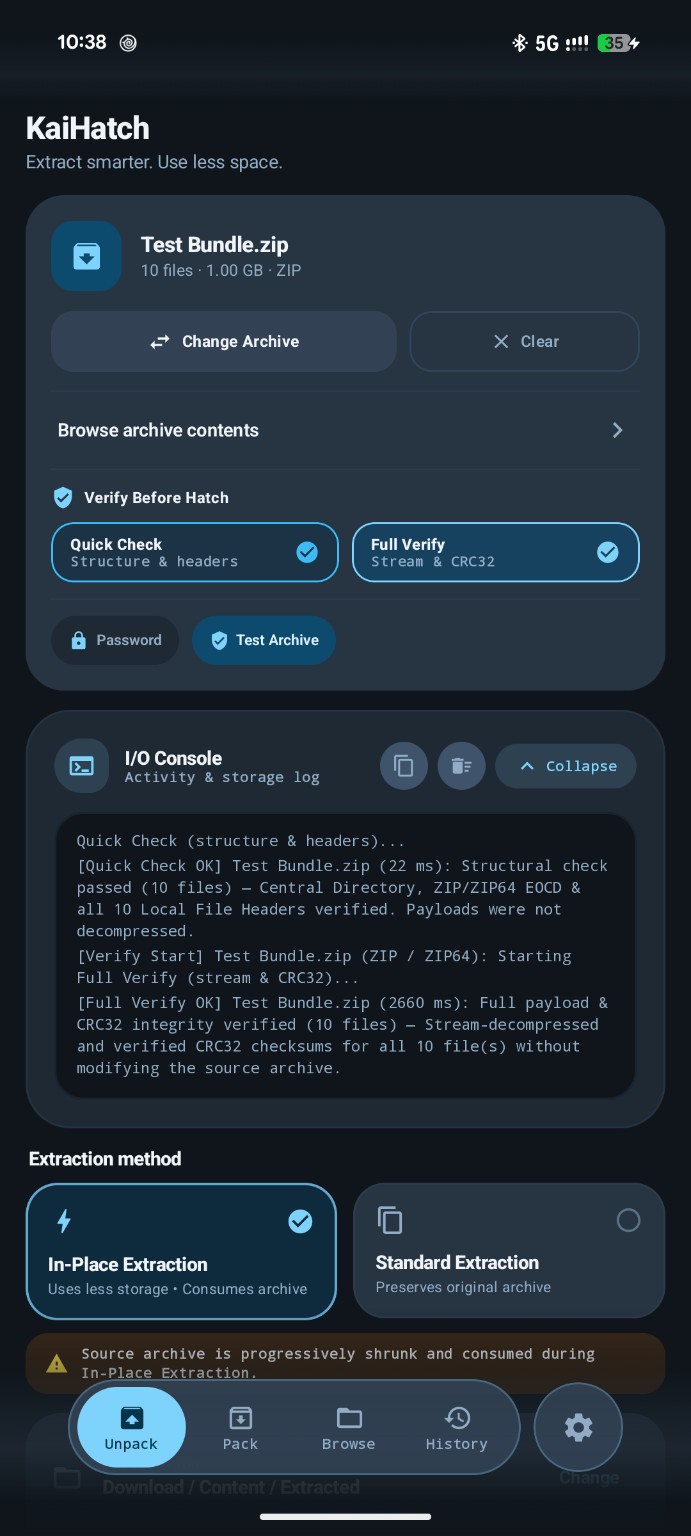 10:38
5G
35
KaiHatch
Extract smarter. Use less space.
Test Bundle.zip
10 files · 1.00 GB · ZIP
Change Archive
Clear
Browse archive contents
Verify Before Hatch
Quick Check
Structure & headers
Full Verify
Stream & CRC32
Password
Test Archive
I/O Console
Activity & storage log
Collapse
Quick Check (structure & headers)...
[Quick Check OK] Test Bundle.zip (22 ms): Structural check
passed (10 files) — Central Directory, ZIP/ZIP64 EOCD &
all 10 Local File Headers verified. Payloads were not
decompressed.
[Verify Start] Test Bundle.zip (ZIP / ZIP64): Starting
Full Verify (stream & CRC32)...
[Full Verify OK] Test Bundle.zip (2660 ms): Full payload &
CRC32 integrity verified (10 files) — Stream-decompressed
and verified CRC32 checksums for all 10 file(s) without
modifying the source archive.
Extraction method
In-Place Extraction
Uses less storage • Consumes archive
Standard Extraction
Preserves original archive
Source archive is progressively shrunk and consumed during
In-Place Extraction.
Unpack
Pack
Browse
History
Download / Content / Extracted
Change